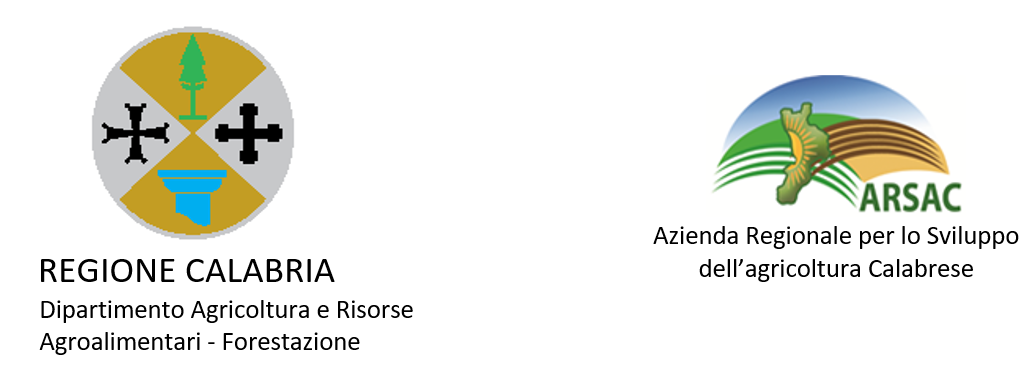 REGIONE CALABRIA
Dipartimento Agricoltura e Risorse
Agroalimentari - Forestazione
ARSAC
Azienda Regionale per lo Sviluppo
dell’agricoltura Calabrese